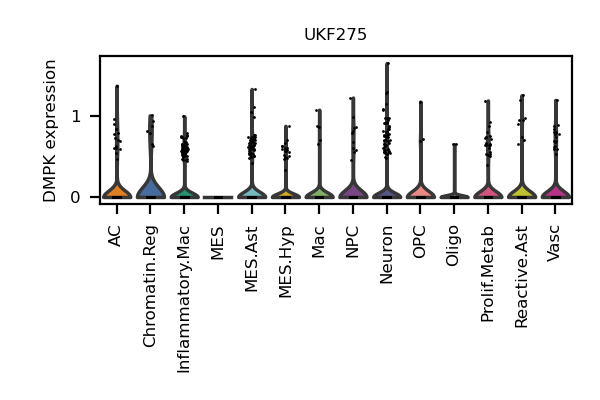 UKF275
DMPK expression
1
0
AC
Chromatin.Reg
Inflammatory.Mac
MES
MES.Ast
MES.Hyp
Mac
NPC
Neuron
OPC
Oligo
Prolif.Metab
Reactive.Ast
Vasc